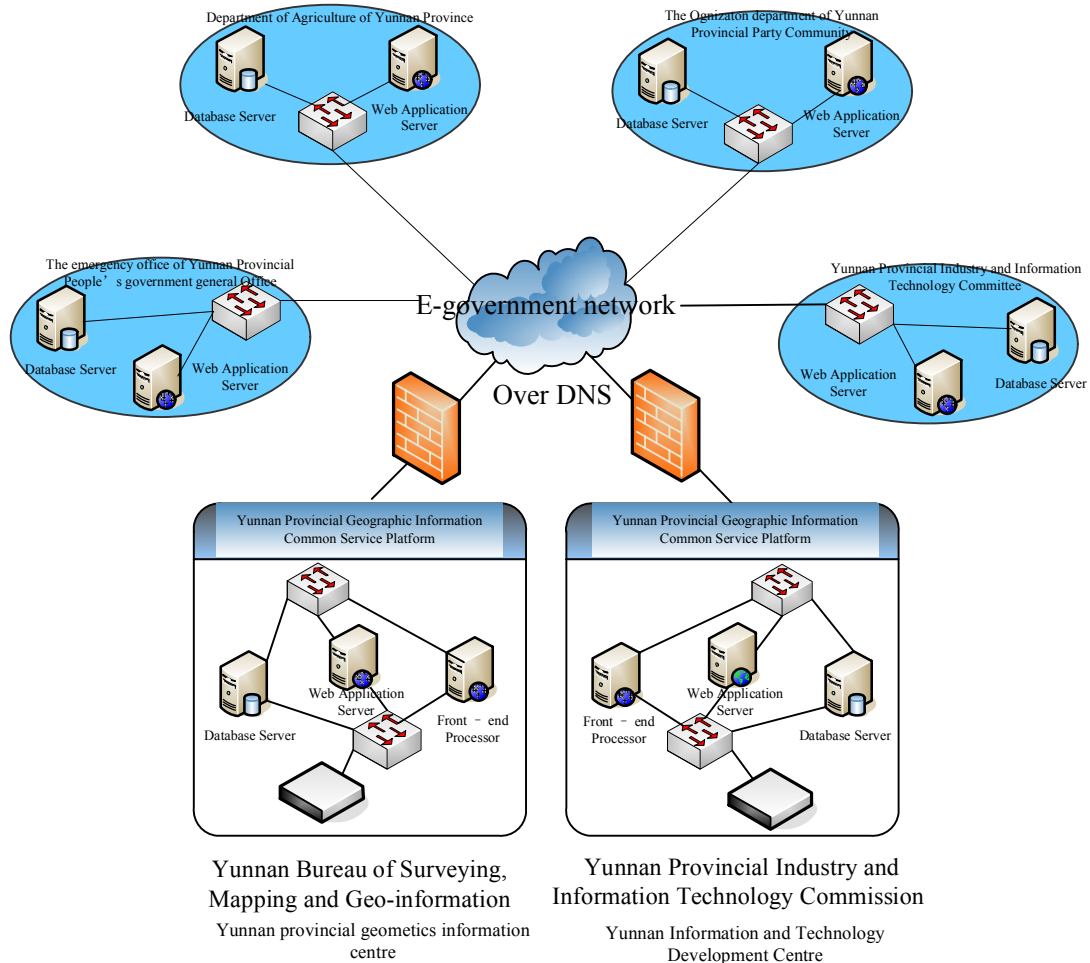 Department of Agriculture of Yunnan Province
Database Server
Web Application
Server
The Ognizaton department of Yunnan
Provincial Party Community
Database Server
Web Application
Server
The emergency office of Yunnan Provincial
People’s government general Office
Database Server
Web Application
Server
E-government network
Over DNS
Yunnan Provincial Industry and Information
Technology Committee
Web Application
Server
Database Server
Yunnan Provincial Geographic Information
Common Service Platform
Web Application
Server
Database Server
Front－end
Processor
Yunnan Bureau of Surveying,
Mapping and Geo-information
Yunnan provincial geometics information
centre
Yunnan Provincial Geographic Information
Common Service Platform
Web Application
Server
Front－end
Processor
Database Server
Yunnan Provincial Industry and
Information Technology Commission
Yunnan Information and Technology
Development Centre